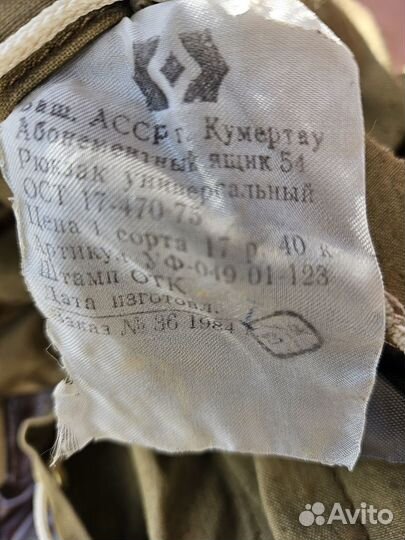 Баш. АССР г. Кумертау
Абонементный ящик 54
Рюкзак универсальный
ОСТ 17-470-75
Цена 1 сорта 17 р. 40 к
Артикул УФ-049 01 123
Штамп ОТК
Дата изготовл.
Заказ № 36 1984
Avito